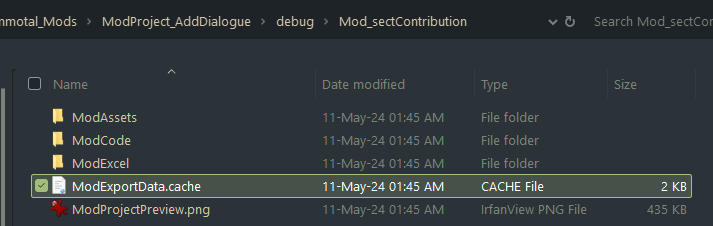 nmotal_Mods > ModProject_AddDialogue > debug > Mod_sectContribution
Search Mod_sectCor
Name Date modified Type Size
ModAssets 11-May-24 01:45 AM File folder
ModCode 11-May-24 01:45 AM File folder
ModExcel 11-May-24 01:45 AM File folder
ModExportData.cache 11-May-24 01:45 AM CACHE File 2 KB
ModProjectPreview.png 11-May-24 01:45 AM IrfanView PNG File 435 KB